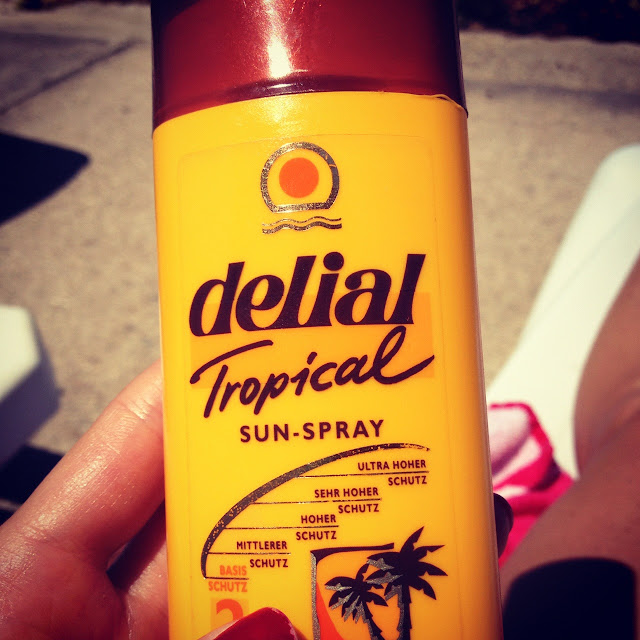 delial
Tropical
SUN-SPRAY
ULTRA HOHER
SCHUTZ
SEHR HOHER
SCHUTZ
HOHER
SCHUTZ
MITTLERER
SCHUTZ
BASIS
SCHUTZ